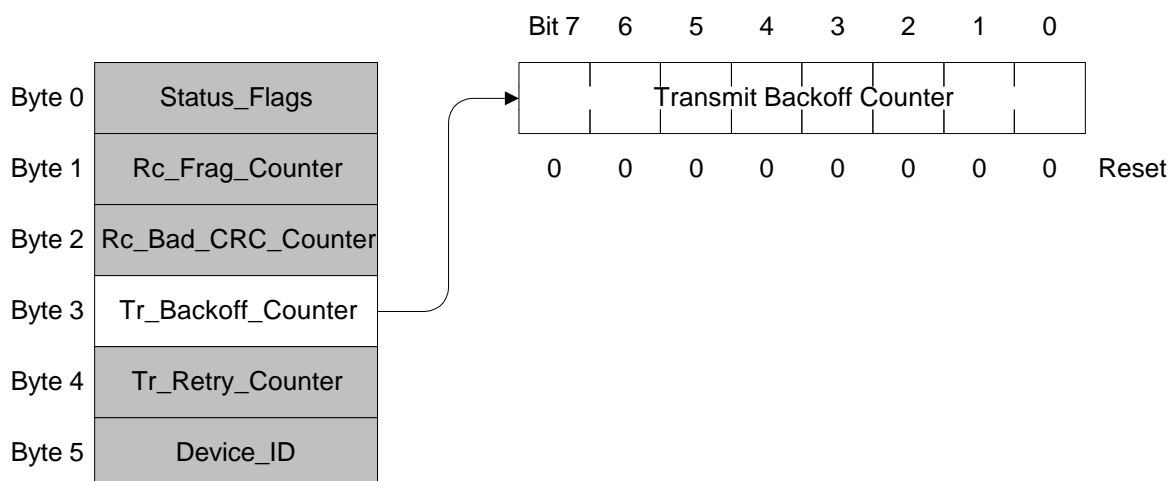 Bit 7 6 5 4 3 2 1 0
Byte 0 Status_Flags Transmit Backoff Counter
Byte 1 Rc_Frag_Counter 0 0 0 0 0 0 0 0 Reset
Byte 2 Rc_Bad_CRC_Counter
Byte 3 Tr_Backoff_Counter
Byte 4 Tr_Retry_Counter
Byte 5 Device_ID